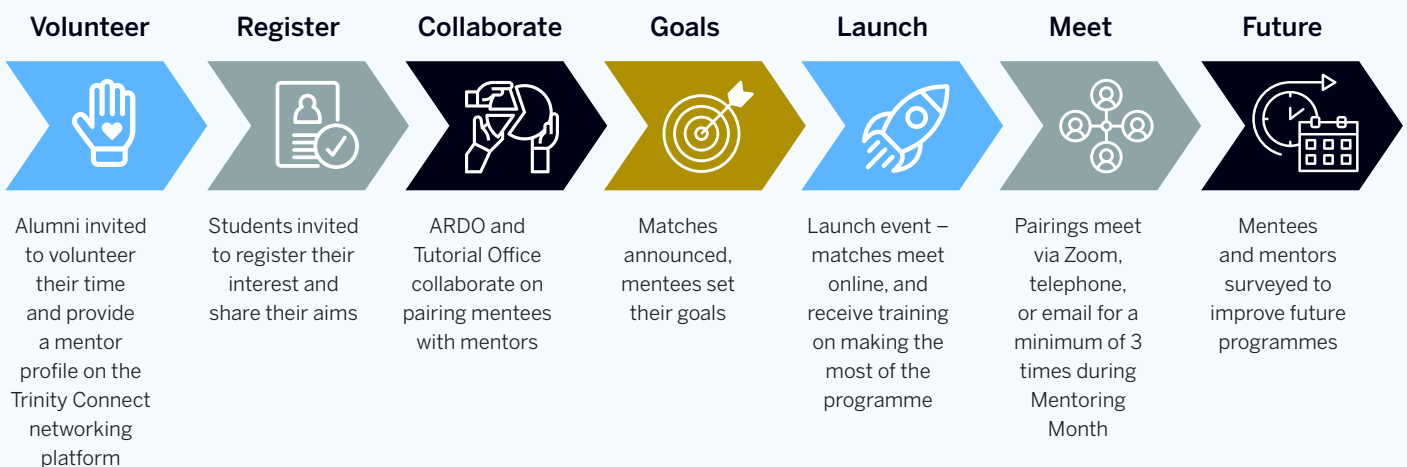 Volunteer
Register
Collaborate
Goals
Launch
Meet
Future
Alumni invited
to volunteer
their time
and provide
a mentor
profile on the
Trinity Connect
networking
platform
Students invited
to register their
interest and
share their aims
ARDO and
Tutorial Office
collaborate on
pairing mentees
with mentors
Matches
announced,
mentees set
their goals
Launch event –
matches meet
online, and
receive training
on making the
most of the
programme
Pairings meet
via Zoom,
telephone,
or email for a
minimum of 3
times during
Mentoring
Month
Mentees
and mentors
surveyed to
improve future
programmes